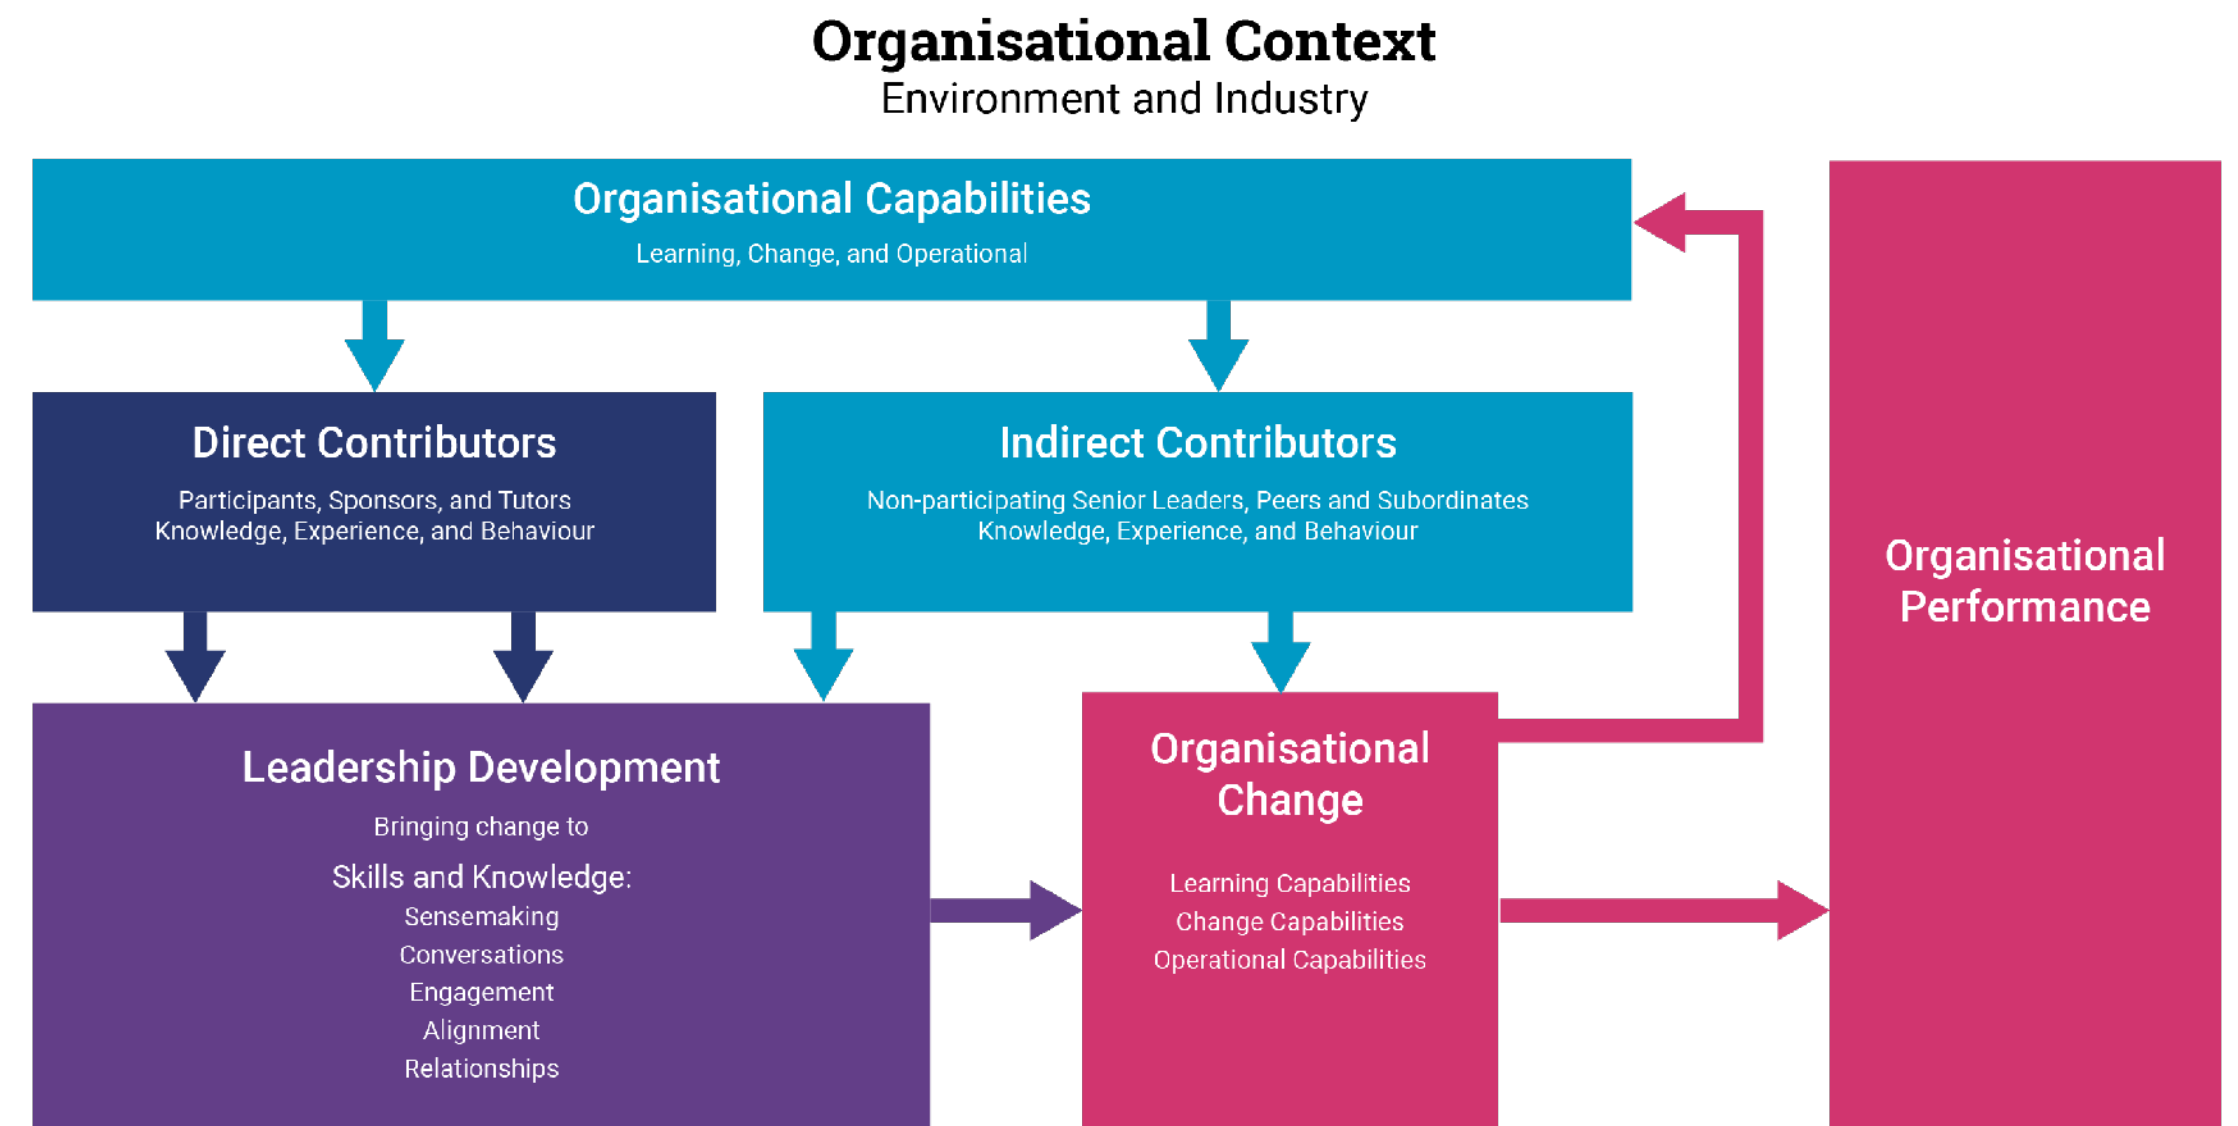 Organisational Context
Environment and Industry
Organisational Capabilities
Learning, Change, and Operational
Direct Contributors
Participants, Sponsors, and Tutors
Knowledge, Experience, and Behaviour
Indirect Contributors
Non-participating Senior Leaders, Peers and Subordinates
Knowledge, Experience, and Behaviour
Leadership Development
Bringing change to
Skills and Knowledge:
Sensemaking
Conversations
Engagement
Alignment
Relationships
Organisational
Change
Learning Capabilities
Change Capabilities
Operational Capabilities
Organisational
Performance